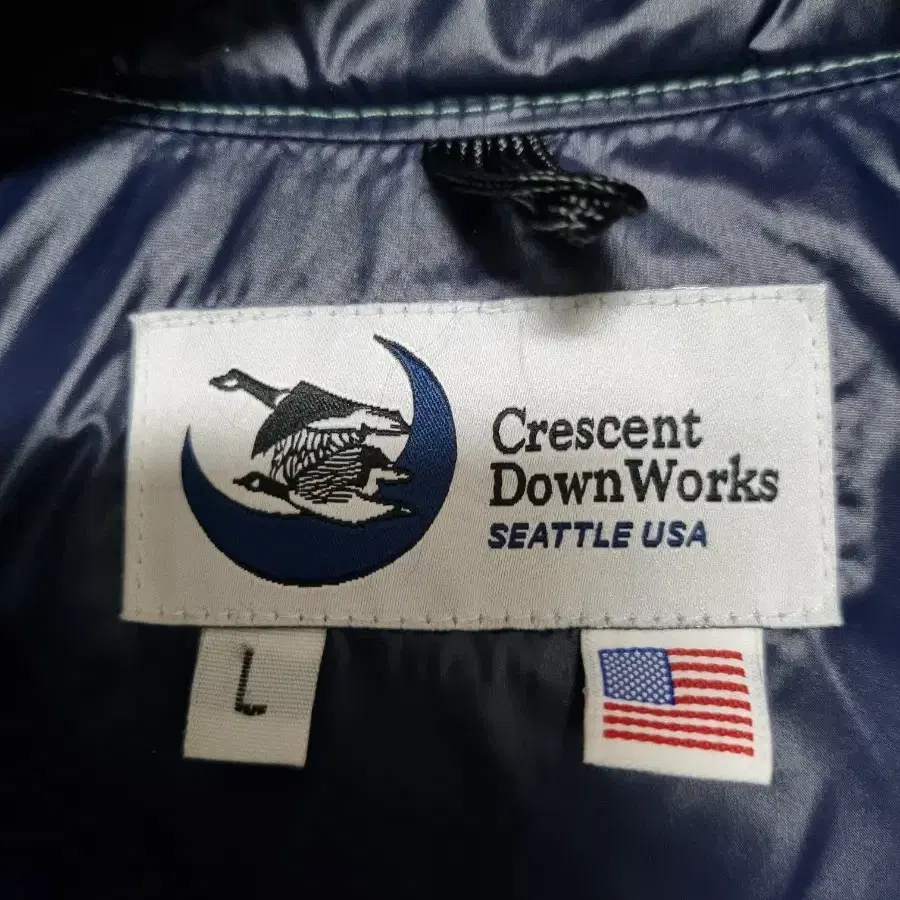 Crescent
DownWorks
SEATTLE USA
L